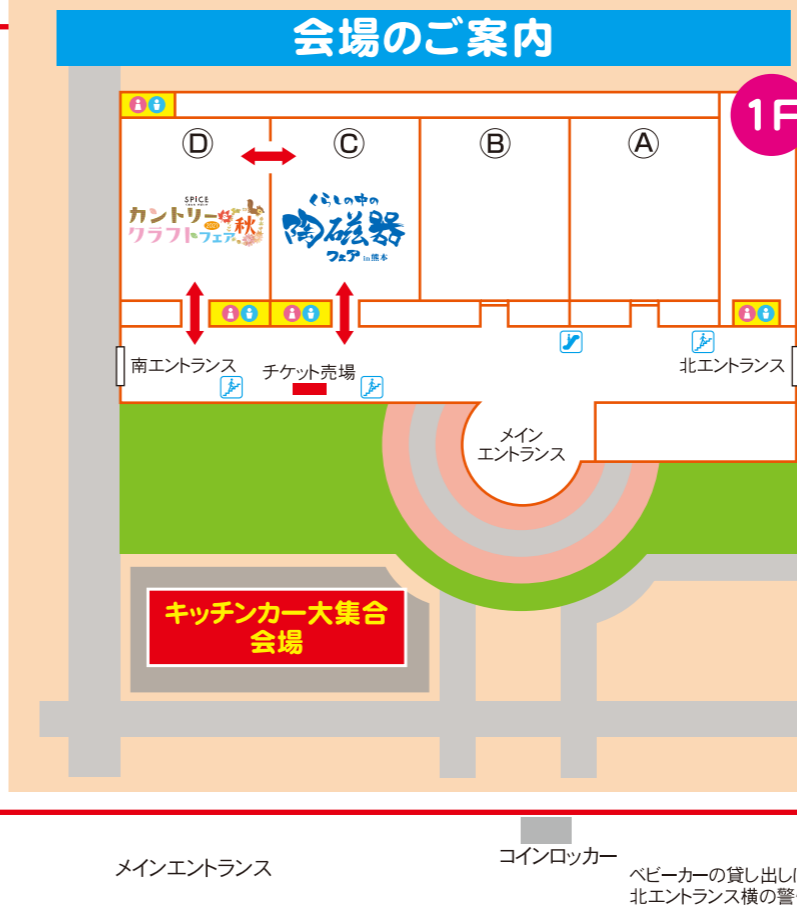 会場のご案内
1F
Ⓓ
Ⓒ
Ⓑ
Ⓐ
SPICE
カントリー
クラフトフェア
秋
くらしの中の
陶磁器
フェア in 熊本
南エントランス
チケット売場
北エントランス
メイン
エントランス
キッチンカー大集合
会場
メインエントランス
コインロッカー
ベビーカーの貸し出し
北エントランス横の警